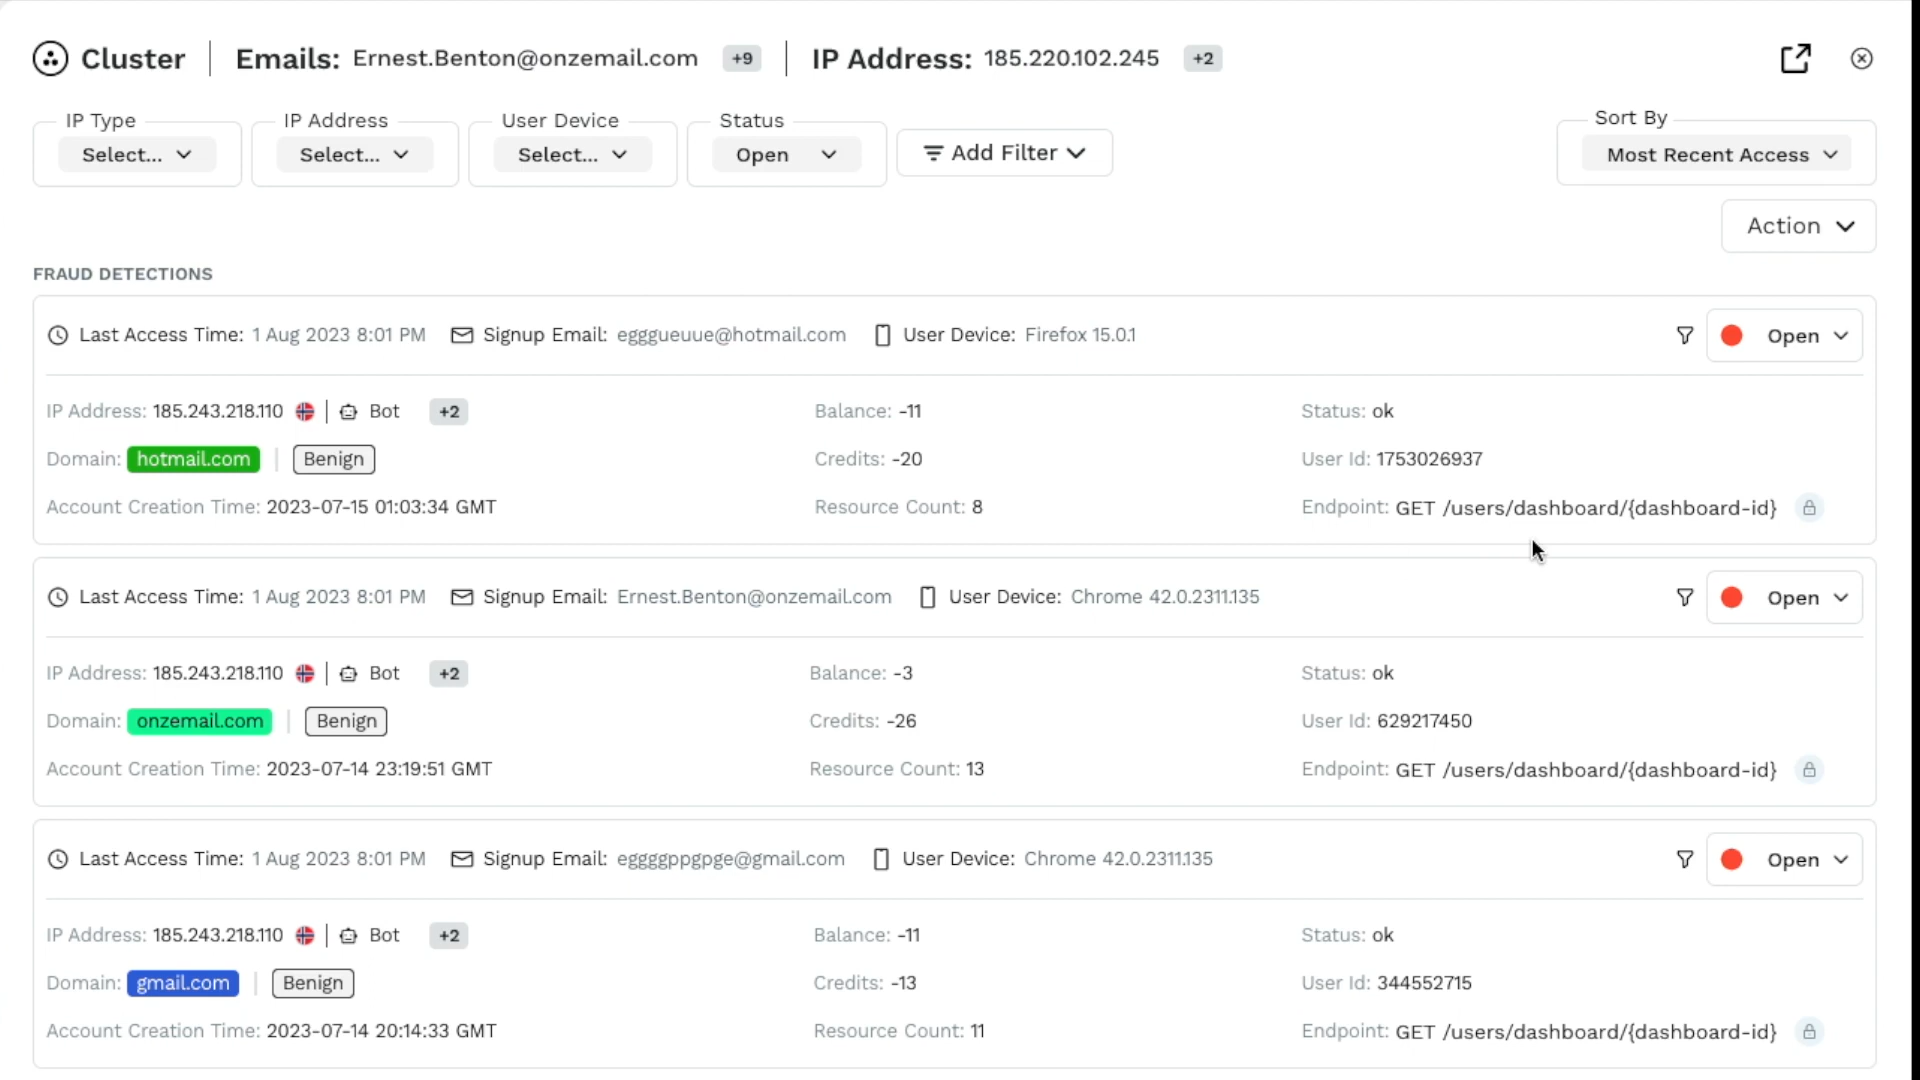 Cluster | Emails: Ernest.Benton@onzemail.com +9 | IP Address: 185.220.102.245 +2
IP Type IP Address User Device Status Sort By
Select... Select... Select... Open Add Filter Most Recent Access
Action
FRAUD DETECTIONS
Last Access Time: 1 Aug 2023 8:01 PM Signup Email: egggueuue@hotmail.com User Device: Firefox 15.0.1 Open
IP Address: 185.243.218.110 | Bot +2 Balance: -11 Status: ok
Domain: hotmail.com | Benign Credits: -20 User Id: 1753026937
Account Creation Time: 2023-07-15 01:03:34 GMT Resource Count: 8 Endpoint: GET /users/dashboard/{dashboard-id}
Last Access Time: 1 Aug 2023 8:01 PM Signup Email: Ernest.Benton@onzemail.com User Device: Chrome 42.0.2311.135 Open
IP Address: 185.243.218.110 | Bot +2 Balance: -3 Status: ok
Domain: onzemail.com | Benign Credits: -26 User Id: 629217450
Account Creation Time: 2023-07-14 23:19:51 GMT Resource Count: 13 Endpoint: GET /users/dashboard/{dashboard-id}
Last Access Time: 1 Aug 2023 8:01 PM Signup Email: eggggppgpge@gmail.com User Device: Chrome 42.0.2311.135 Open
IP Address: 185.243.218.110 | Bot +2 Balance: -11 Status: ok
Domain: gmail.com | Benign Credits: -13 User Id: 344552715
Account Creation Time: 2023-07-14 20:14:33 GMT Resource Count: 11 Endpoint: GET /users/dashboard/{dashboard-id}